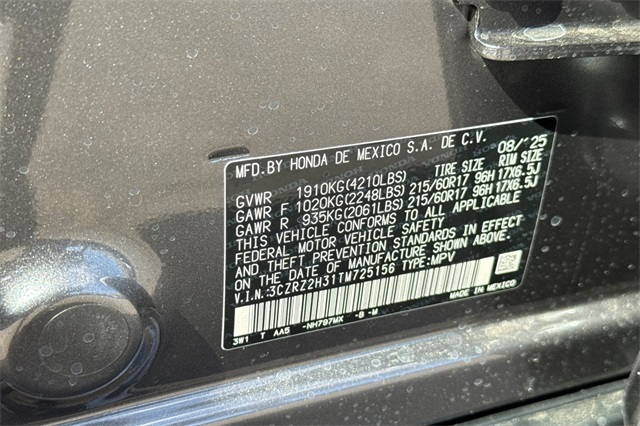 MFD.BY HONDA DE MEXICO S.A. DE C.V. 08/'25
TIRE SIZE RIM SIZE
GVWR 1910KG(4210LBS)
GAWR F 1020KG(2248LBS) 215/60R17 96H 17X6.5J
GAWR R 935KG(2061LBS) 215/60R17 96H 17X6.5J
THIS VEHICLE CONFORMS TO ALL APPLICABLE
FEDERAL MOTOR VEHICLE SAFETY
AND THEFT PREVENTION STANDARDS IN EFFECT
ON THE DATE OF MANUFACTURE SHOWN ABOVE.
V.I.N.:3CZRZ2H31TM725156 TYPE:MPV
MADE IN MEXICO
3W1 T AA5 -NH797MX -B -M